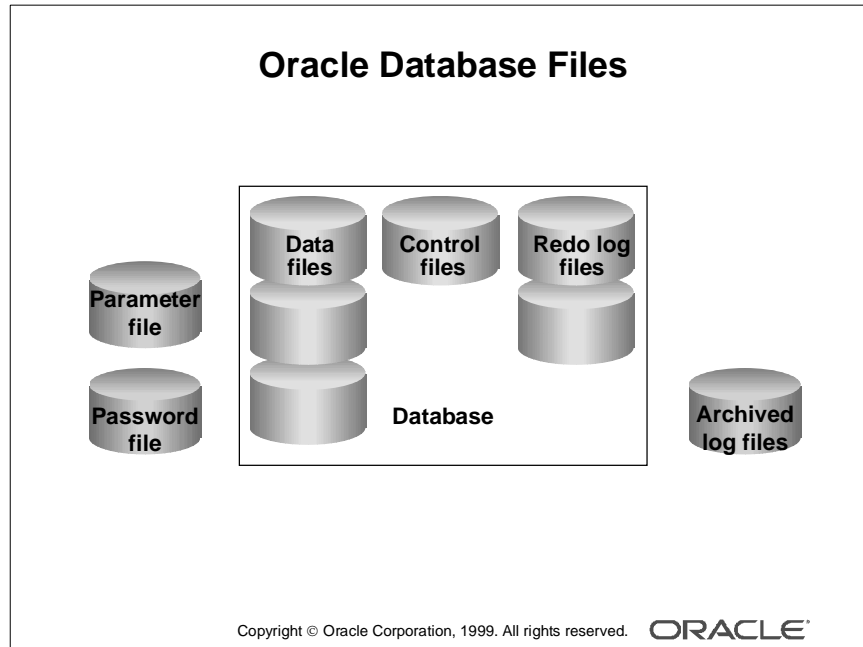 Oracle Database Files
Data
files
Control
files
Redo log
files
Parameter
file
Password
file
Database
Archived
log files
Copyright © Oracle Corporation, 1999. All rights reserved.
ORACLE®